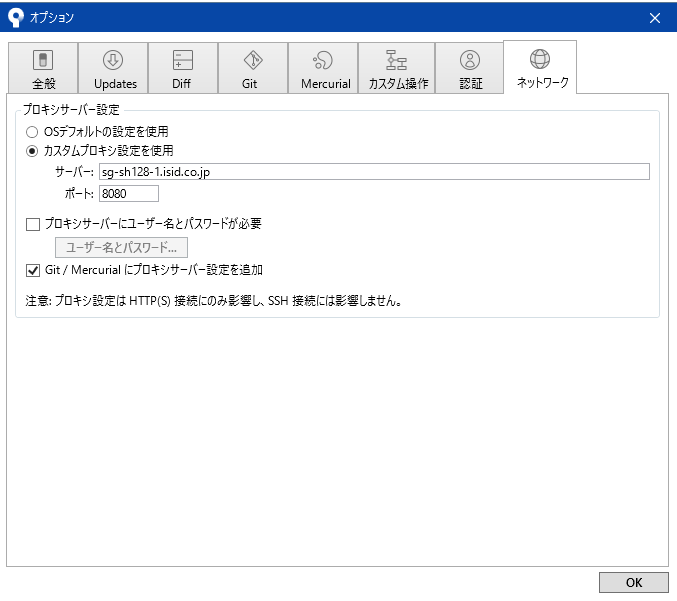 オプション
全般
Updates
Diff
Git
Mercurial
カスタム操作
認証
ネットワーク
プロキシサーバー設定
OSデフォルトの設定を使用
カスタムプロキシ設定を使用
サーバー: sg-sh128-1.isid.co.jp
ポート: 8080
プロキシサーバーにユーザー名とパスワードが必要
ユーザー名とパスワード...
Git / Mercurial にプロキシサーバー設定を追加
注意: プロキシ設定は HTTP(S) 接続にのみ影響し、SSH 接続には影響しません。
OK